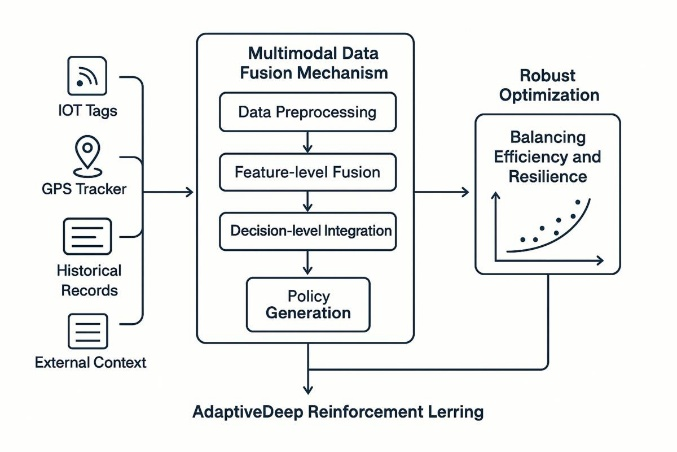 IOT Tags
GPS Tracker
Historical
Records
External Context
Multimodal Data
Fusion Mechanism
Data Preprocessing
Feature-level Fusion
Decision-level Integration
Policy
Generation
Robust
Optimization
Balancing
Efficiency and
Resilience
AdaptiveDeep Reinforcement Lerring